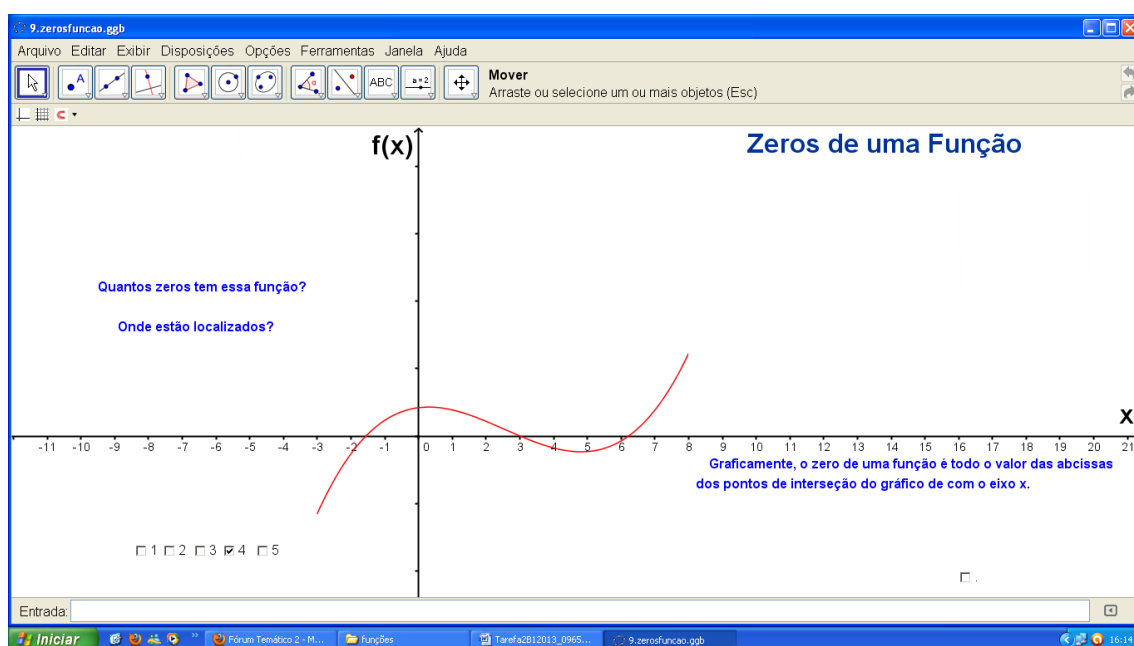 9.zerosfuncao.ggb
Arquivo Editar Exibir Disposições Opções Ferramentas Janela Ajuda
A
ABC
a = 2
Mover
Arraste ou selecione um ou mais objetos (Esc)
f(x)
Zeros de uma Função
Quantos zeros tem essa função?
Onde estão localizados?
x
-11 -10 -9 -8 -7 -6 -5 -4 -3 -2 -1 0 1 2 3 4 5 6 7 8 9 10 11 12 13 14 15 16 17 18 19 20 21
Graficamente, o zero de uma função é todo o valor das abcissas
dos pontos de interseção do gráfico de com o eixo x.
1 2 3 4 5
.
Entrada:
Iniciar » Fórum Temático 2 - M... funções Tarefa2B12013_0965... 9.zerosfuncao.ggb 16:14